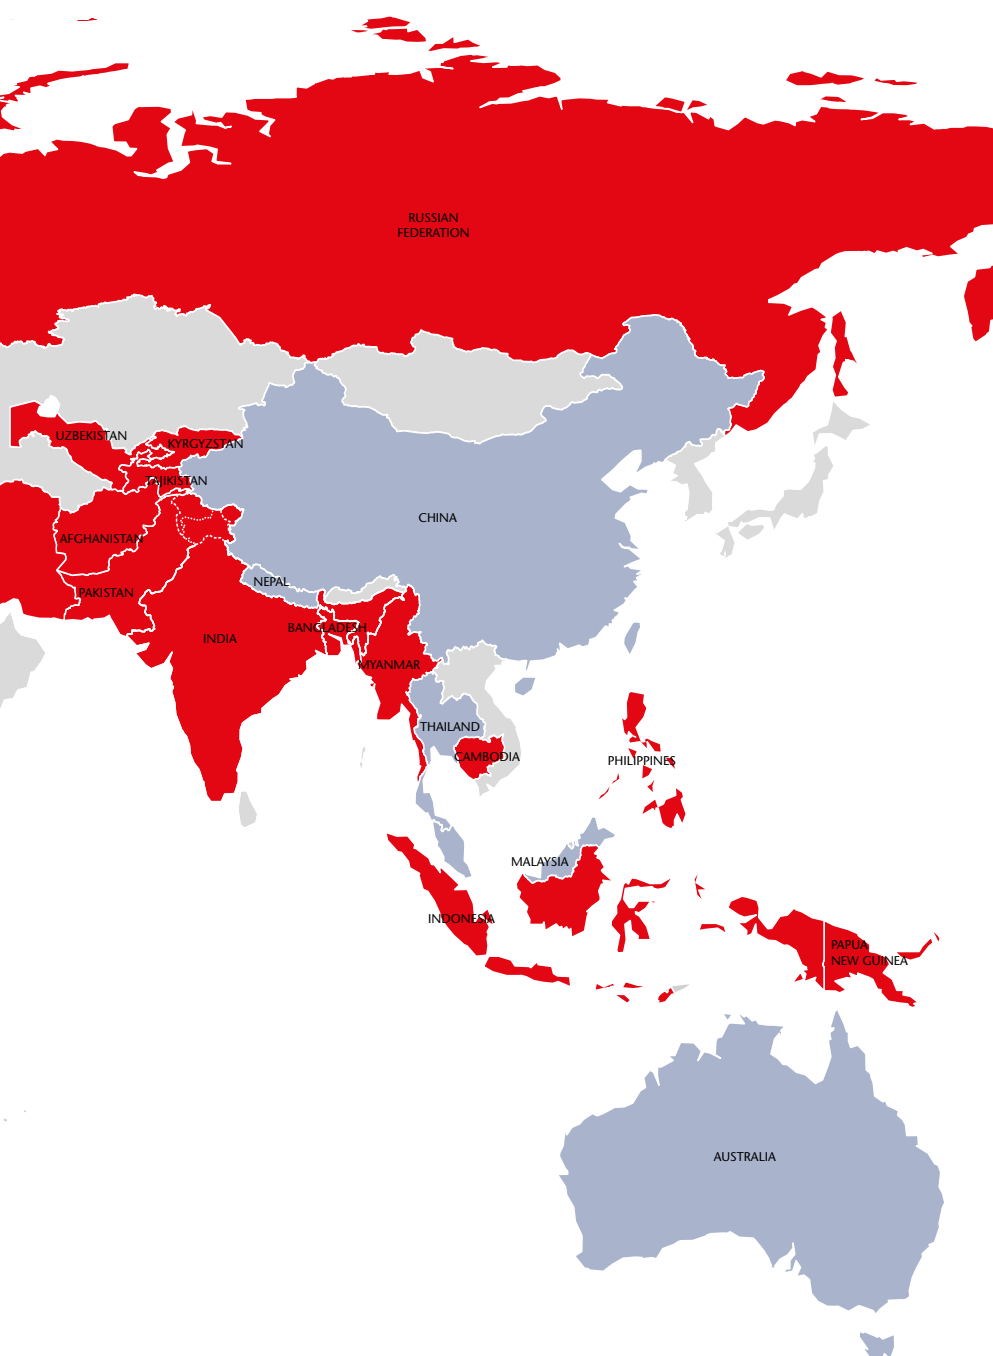 RUSSIAN
FEDERATION
UZBEKISTAN
KYRGYZSTAN
TAJIKISTAN
CHINA
AFGHANISTAN
NEPAL
PAKISTAN
BANGLADESH
INDIA
MYANMAR
THAILAND
CAMBODIA
PHILIPPINES
MALAYSIA
INDONESIA
PAPUA
NEW GUINEA
AUSTRALIA